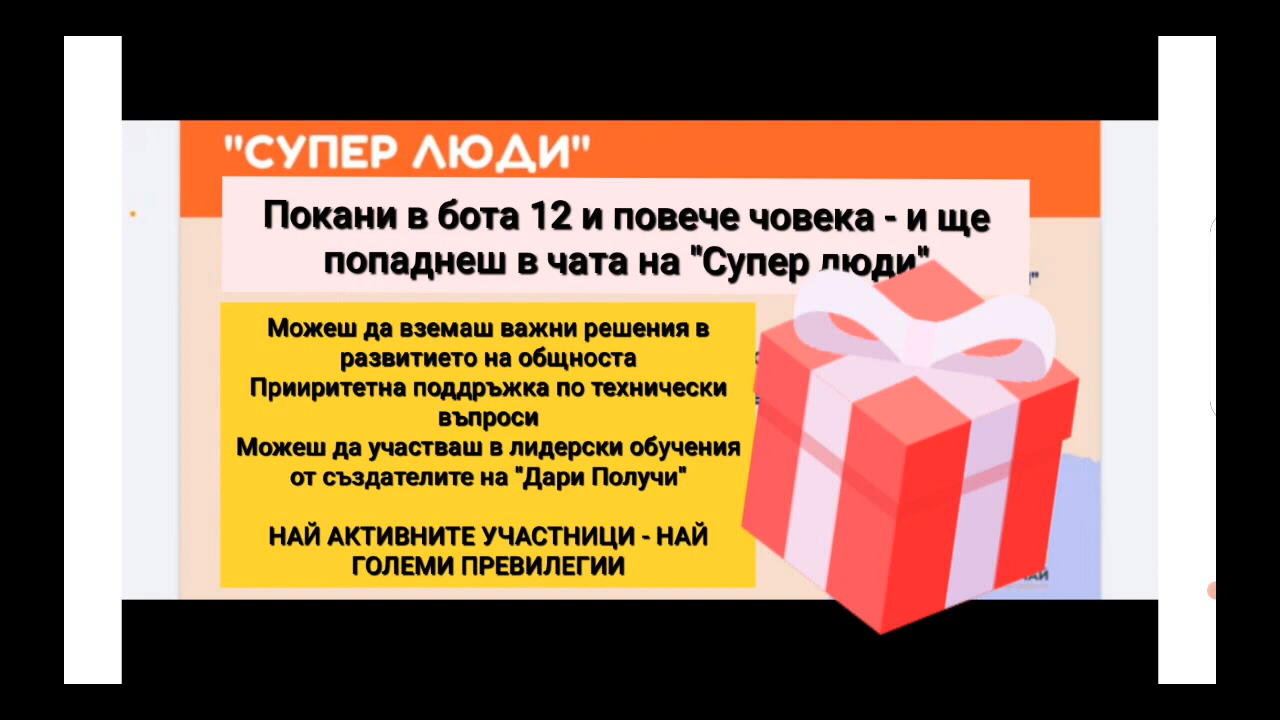 "СУПЕР ЛЮДИ"
Покани в бота 12 и повече човека - и ще
попаднеш в чата на "Супер люди"
Можеш да вземаш важни решения в
развитието на общноста
Прииритетна поддръжка по технически
въпроси
Можеш да участваш в лидерски обучения
от създателите на "Дари Получи"
НАЙ АКТИВНИТЕ УЧАСТНИЦИ - НАЙ
ГОЛЕМИ ПРЕВИЛЕГИИ